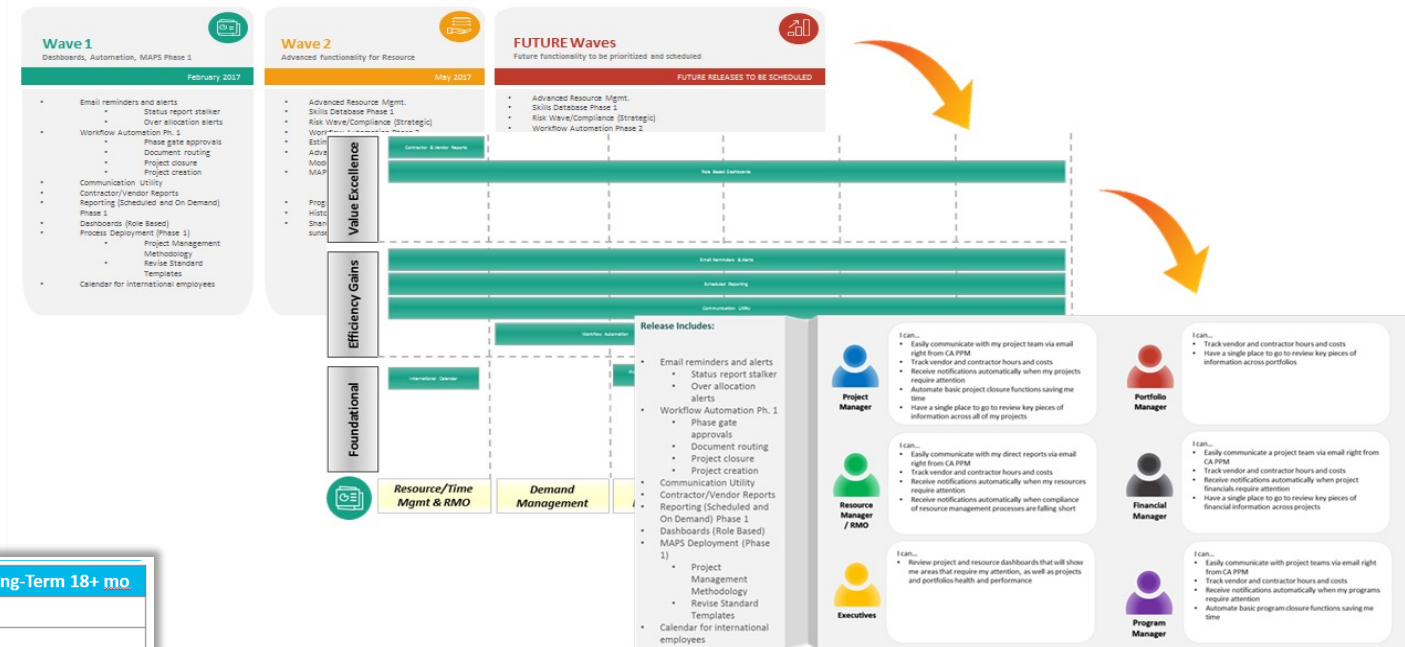 Wave 1
Dashboards, Automation, MAPS Phase 1
February 2017
• Email reminders and alerts
• Status report stalker
• Over allocation alerts
• Workflow Automation Ph. 1
• Phase gate approvals
• Document routing
• Project closure
• Project creation
• Communication Utility
• Contractor/Vendor Reports
• Reporting (Scheduled and On Demand)
Phase 1
• Dashboards (Role Based)
• Process Deployment (Phase 1)
• Project Management
Methodology
• Revise Standard
Templates
• Calendar for international employees
Wave 2
Advanced functionality for Resource
May 2017
• Advanced Resource Mgmt.
• Skills Database Phase 1
• Risk Wave/Compliance (Strategic)
FUTURE Waves
Future functionality to be prioritized and scheduled
FUTURE RELEASES TO BE SCHEDULED
• Advanced Resource Mgmt.
• Skills Database Phase 1
• Risk Wave/Compliance (Strategic)
• Workflow Automation Phase 2
Value Excellence
Contractor & Vendor Reports
Role Based Dashboards
Efficiency Gains
Email Reminders & Alerts
Scheduled Reporting
Communication Utility
Workflow Automation
Foundational
International Calendar
Resource/Time
Mgmt & RMO
Demand
Management
Release Includes:
• Email reminders and alerts
• Status report stalker
• Over allocation
alerts
• Workflow Automation Ph. 1
• Phase gate
approvals
• Document routing
• Project closure
• Project creation
• Communication Utility
• Contractor/Vendor Reports
• Reporting (Scheduled and
On Demand) Phase 1
• Dashboards (Role Based)
• MAPS Deployment (Phase
1)
• Project
Management
Methodology
• Revise Standard
Templates
• Calendar for international
employees
Project
Manager
I can...
• Easily communicate with my project team via email
right from CA PPM
• Track vendor and contractor hours and costs
• Receive notifications automatically when my projects
require attention
• Automate basic project closure functions saving me
time
• Have a single place to go to review key pieces of
information across all of my projects
Portfolio
Manager
I can...
• Track vendor and contractor hours and costs
• Have a single place to go to review key pieces of
information across portfolios
Resource
Manager
/ RMO
I can...
• Easily communicate with my direct reports via email
right from CA PPM
• Track vendor and contractor hours and costs
• Receive notifications automatically when my resources
require attention
• Receive notifications automatically when compliance
of resource management processes are falling short
Financial
Manager
I can...
• Easily communicate a project team via email right from
CA PPM
• Track vendor and contractor hours and costs
• Receive notifications automatically when project
financials require attention
• Have a single place to go to review key pieces of
financial information across projects
Executives
I can...
• Review project and resource dashboards that will show
me areas that require my attention, as well as projects
and portfolios health and performance
Program
Manager
I can...
• Easily communicate with project teams via email right
from CA PPM
• Track vendor and contractor hours and costs
• Receive notifications automatically when my programs
require attention
• Automate basic program closure functions saving me
time
ng-Term 18+ mo